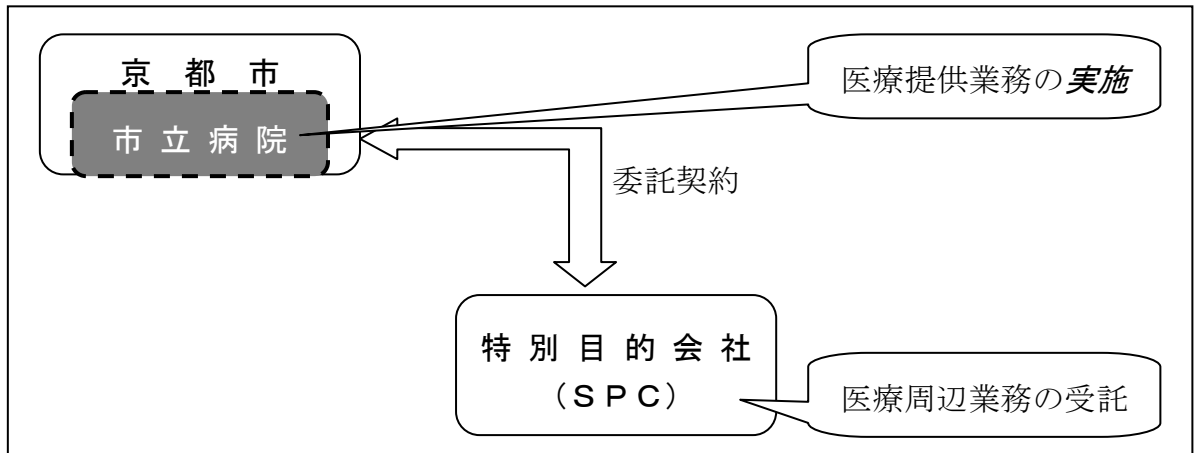 京都市
市立病院
医療提供業務の実施
委託契約
特別目的会社
（ＳＰＣ）
医療周辺業務の受託